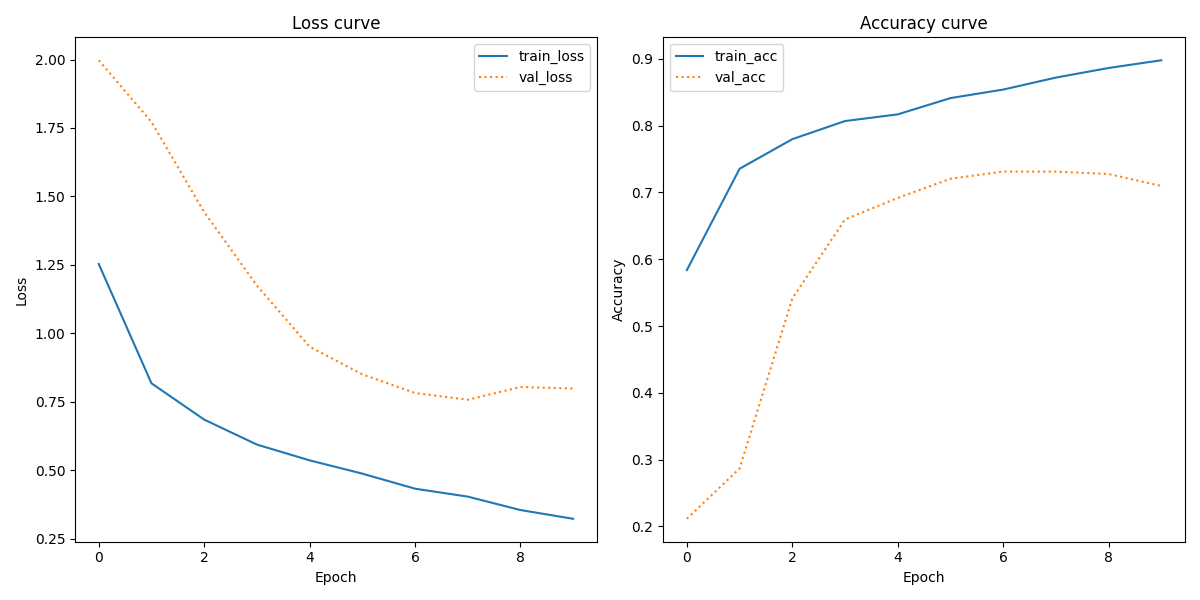 Loss curve
train_loss
val_loss
2.00
1.75
1.50
1.25
1.00
0.75
0.50
0.25
Loss
0 2 4 6 8
Epoch
Accuracy curve
train_acc
val_acc
0.9
0.8
0.7
0.6
0.5
0.4
0.3
0.2
Accuracy
0 2 4 6 8
Epoch